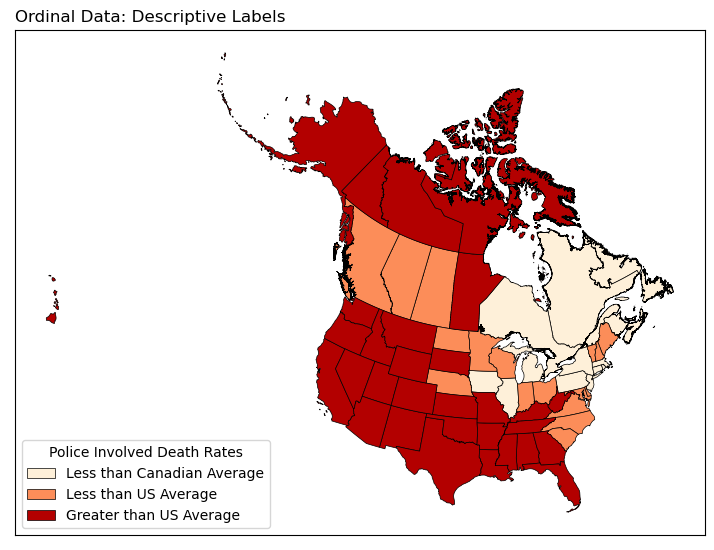 Ordinal Data: Descriptive Labels
Police Involved Death Rates
Less than Canadian Average
Less than US Average
Greater than US Average